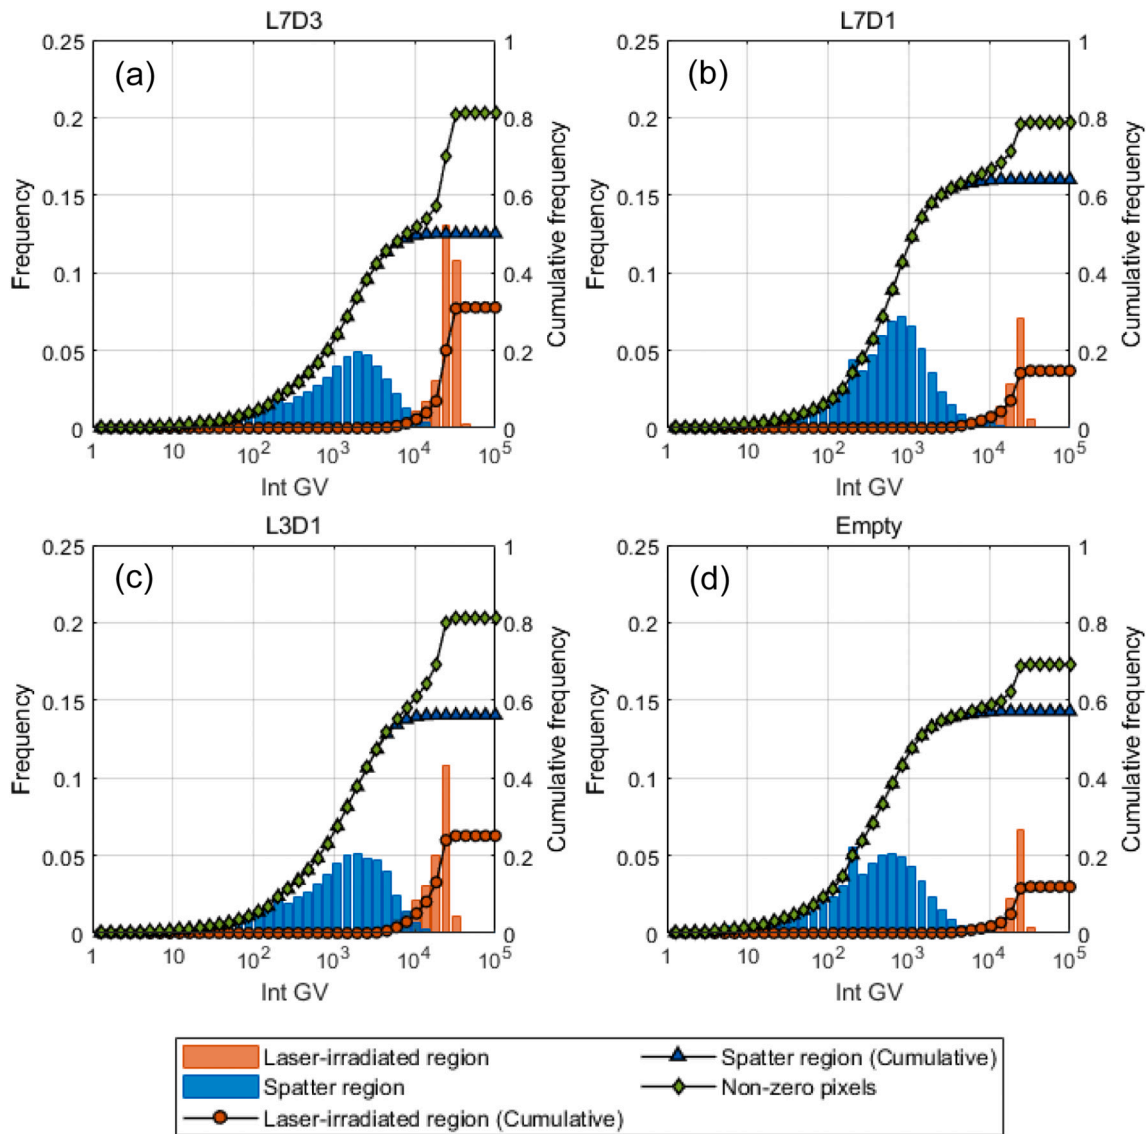 L7D3
L7D1
0.25
1
0.25
1
(a)
(b)
0.2
0.8
0.2
0.8
0.15
0.6
0.15
0.6
0.1
0.4
0.1
0.4
0.05
0.2
0.05
0.2
0
0
0
0
Frequency
Cumulative frequency
Frequency
Cumulative frequency
1 10 10² 10³ 10⁴ 10⁵
1 10 10² 10³ 10⁴ 10⁵
Int GV
Int GV
L3D1
Empty
0.25
1
0.25
1
(c)
(d)
0.2
0.8
0.2
0.8
0.15
0.6
0.15
0.6
0.1
0.4
0.1
0.4
0.05
0.2
0.05
0.2
0
0
0
0
Frequency
Cumulative frequency
Frequency
Cumulative frequency
1 10 10² 10³ 10⁴ 10⁵
1 10 10² 10³ 10⁴ 10⁵
Int GV
Int GV
Laser-irradiated region
Spatter region
Laser-irradiated region (Cumulative)
Spatter region (Cumulative)
Non-zero pixels